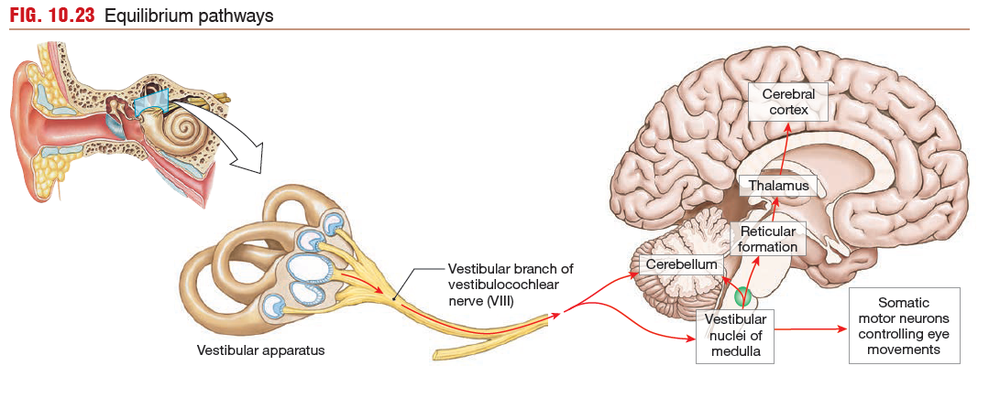 FIG. 10.23 Equilibrium pathways
Cerebral
cortex
Thalamus
Reticular
formation
Cerebellum
Vestibular branch of
vestibulocochlear
nerve (VIII)
Vestibular
nuclei of
medulla
Somatic
motor neurons
controlling eye
movements
Vestibular apparatus